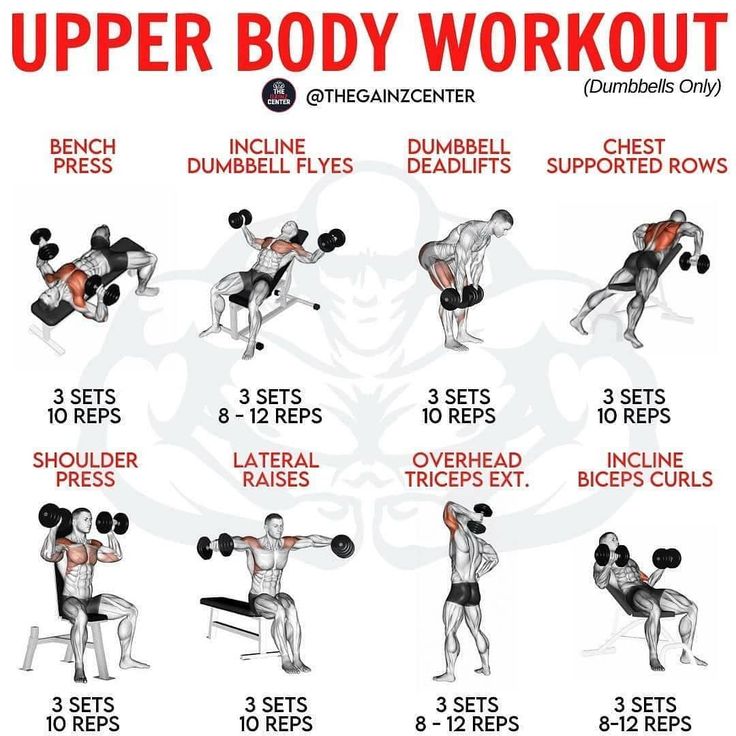 UPPER BODY WORKOUT
(Dumbbells Only)
THE
GAINZ
CENTER
@THEGAINZCENTER
BENCH
PRESS
INCLINE
DUMBBELL FLYES
DUMBBELL
DEADLIFTS
CHEST
SUPPORTED ROWS
3 SETS
10 REPS
3 SETS
8 - 12 REPS
3 SETS
10 REPS
3 SETS
10 REPS
SHOULDER
PRESS
LATERAL
RAISES
OVERHEAD
TRICEPS EXT.
INCLINE
BICEPS CURLS
3 SETS
10 REPS
3 SETS
10 REPS
3 SETS
8 - 12 REPS
3 SETS
8-12 REPS